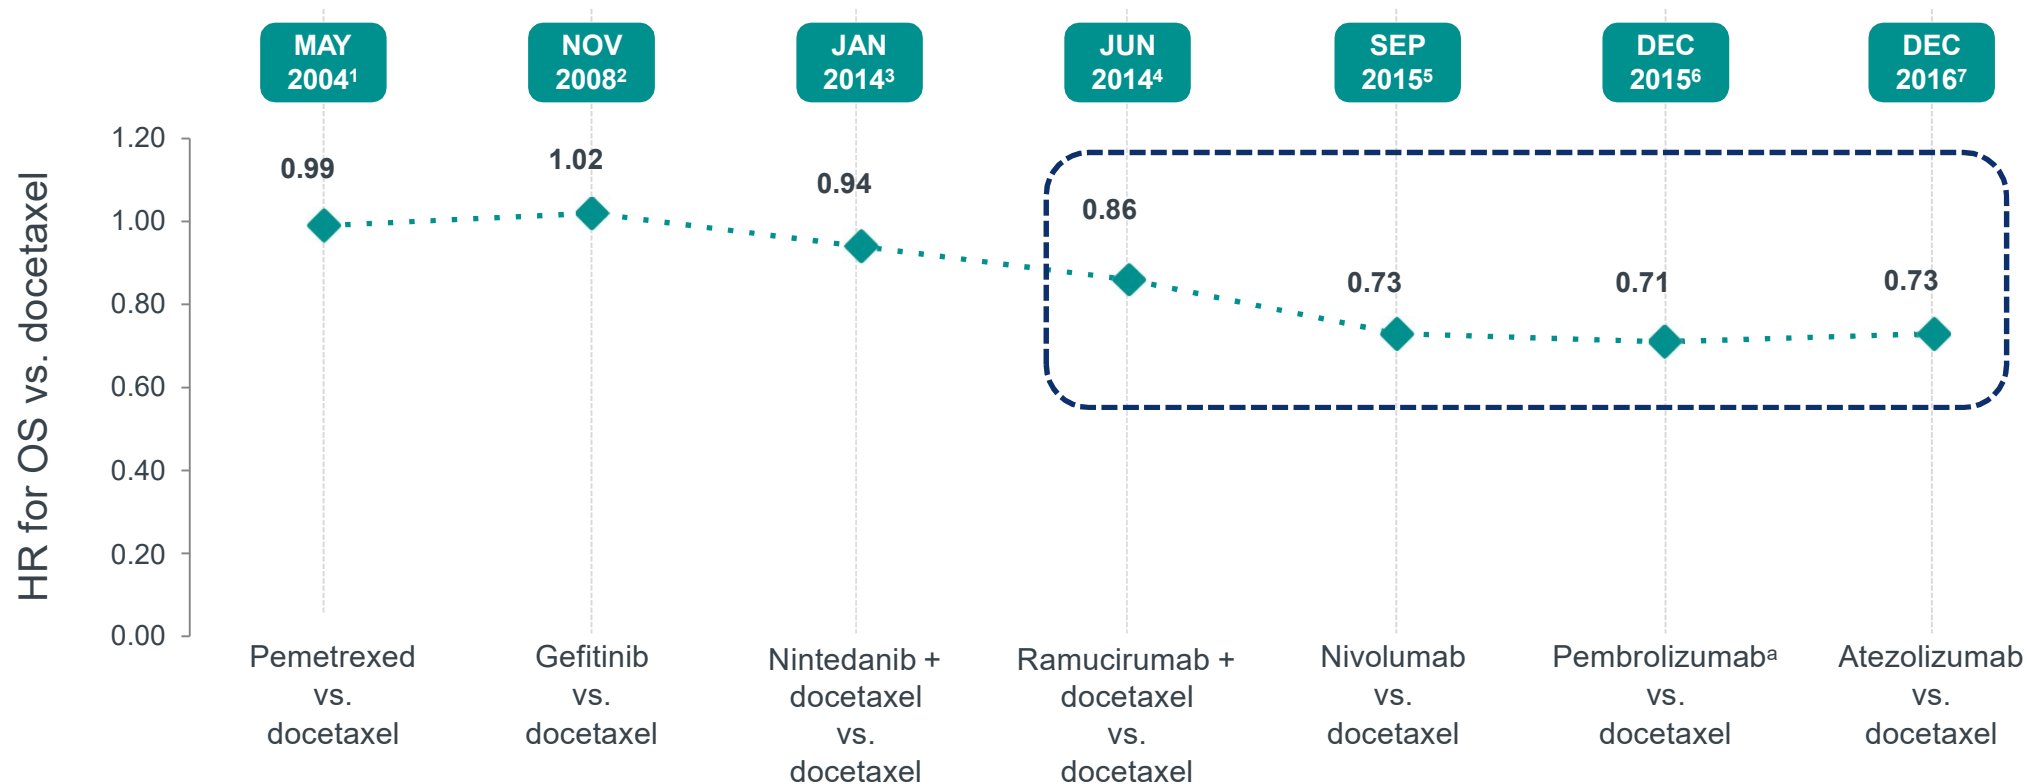 MAY
2004¹
NOV
2008²
JAN
2014³
JUN
2014⁴
SEP
2015⁵
DEC
2015⁶
DEC
2016⁷
HR for OS vs. docetaxel
1.20
1.00
0.80
0.60
0.40
0.20
0.00
0.99
1.02
0.94
0.86
0.73
0.71
0.73
Pemetrexed
vs.
docetaxel
Gefitinib
vs.
docetaxel
Nintedanib +
docetaxel
vs.
docetaxel
Ramucirumab +
docetaxel
vs.
docetaxel
Nivolumab
vs.
docetaxel
Pembrolizumabᵃ
vs.
docetaxel
Atezolizumab
vs.
docetaxel